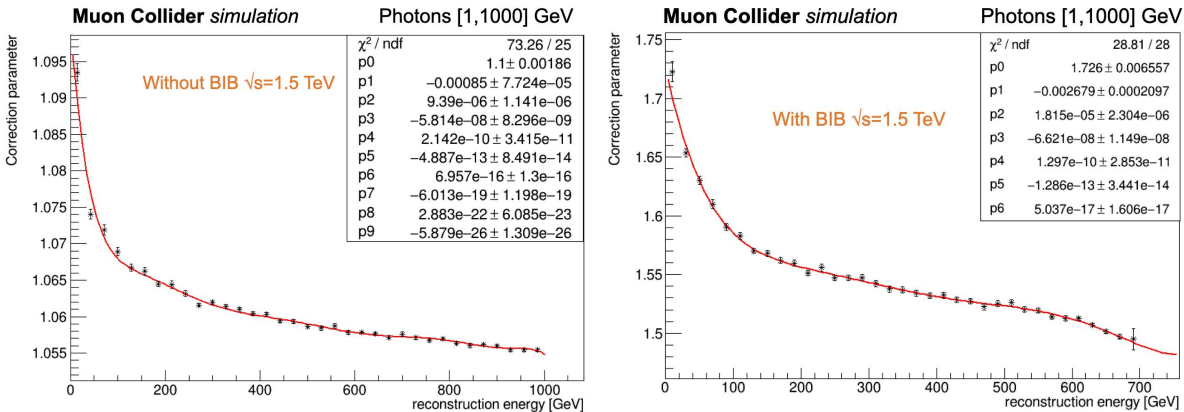 Muon Collider simulation Photons [1,1000] GeV
Correction parameter
1.095
1.09
1.085
1.08
1.075
1.07
1.065
1.06
1.055
Without BIB √s=1.5 TeV
χ² / ndf 73.26 / 25
p0 1.1± 0.00186
p1 -0.00085 ± 7.724e-05
p2 9.39e-06 ± 1.141e-06
p3 -5.814e-08 ± 8.296e-09
p4 2.142e-10 ± 3.415e-11
p5 -4.887e-13 ± 8.491e-14
p6 6.957e-16 ± 1.3e-16
p7 -6.013e-19 ± 1.198e-19
p8 2.883e-22 ± 6.085e-23
p9 -5.879e-26 ± 1.309e-26
0 200 400 600 800 1000
reconstruction energy [GeV]
Muon Collider simulation Photons [1,1000] GeV
Correction parameter
1.75
1.7
1.65
1.6
1.55
1.5
With BIB √s=1.5 TeV
χ² / ndf 28.81 / 28
p0 1.726 ± 0.006557
p1 -0.002679 ± 0.0002097
p2 1.815e-05 ± 2.304e-06
p3 -6.621e-08 ± 1.149e-08
p4 1.297e-10 ± 2.853e-11
p5 -1.286e-13 ± 3.441e-14
p6 5.037e-17 ± 1.606e-17
0 100 200 300 400 500 600 700
reconstruction energy [GeV]